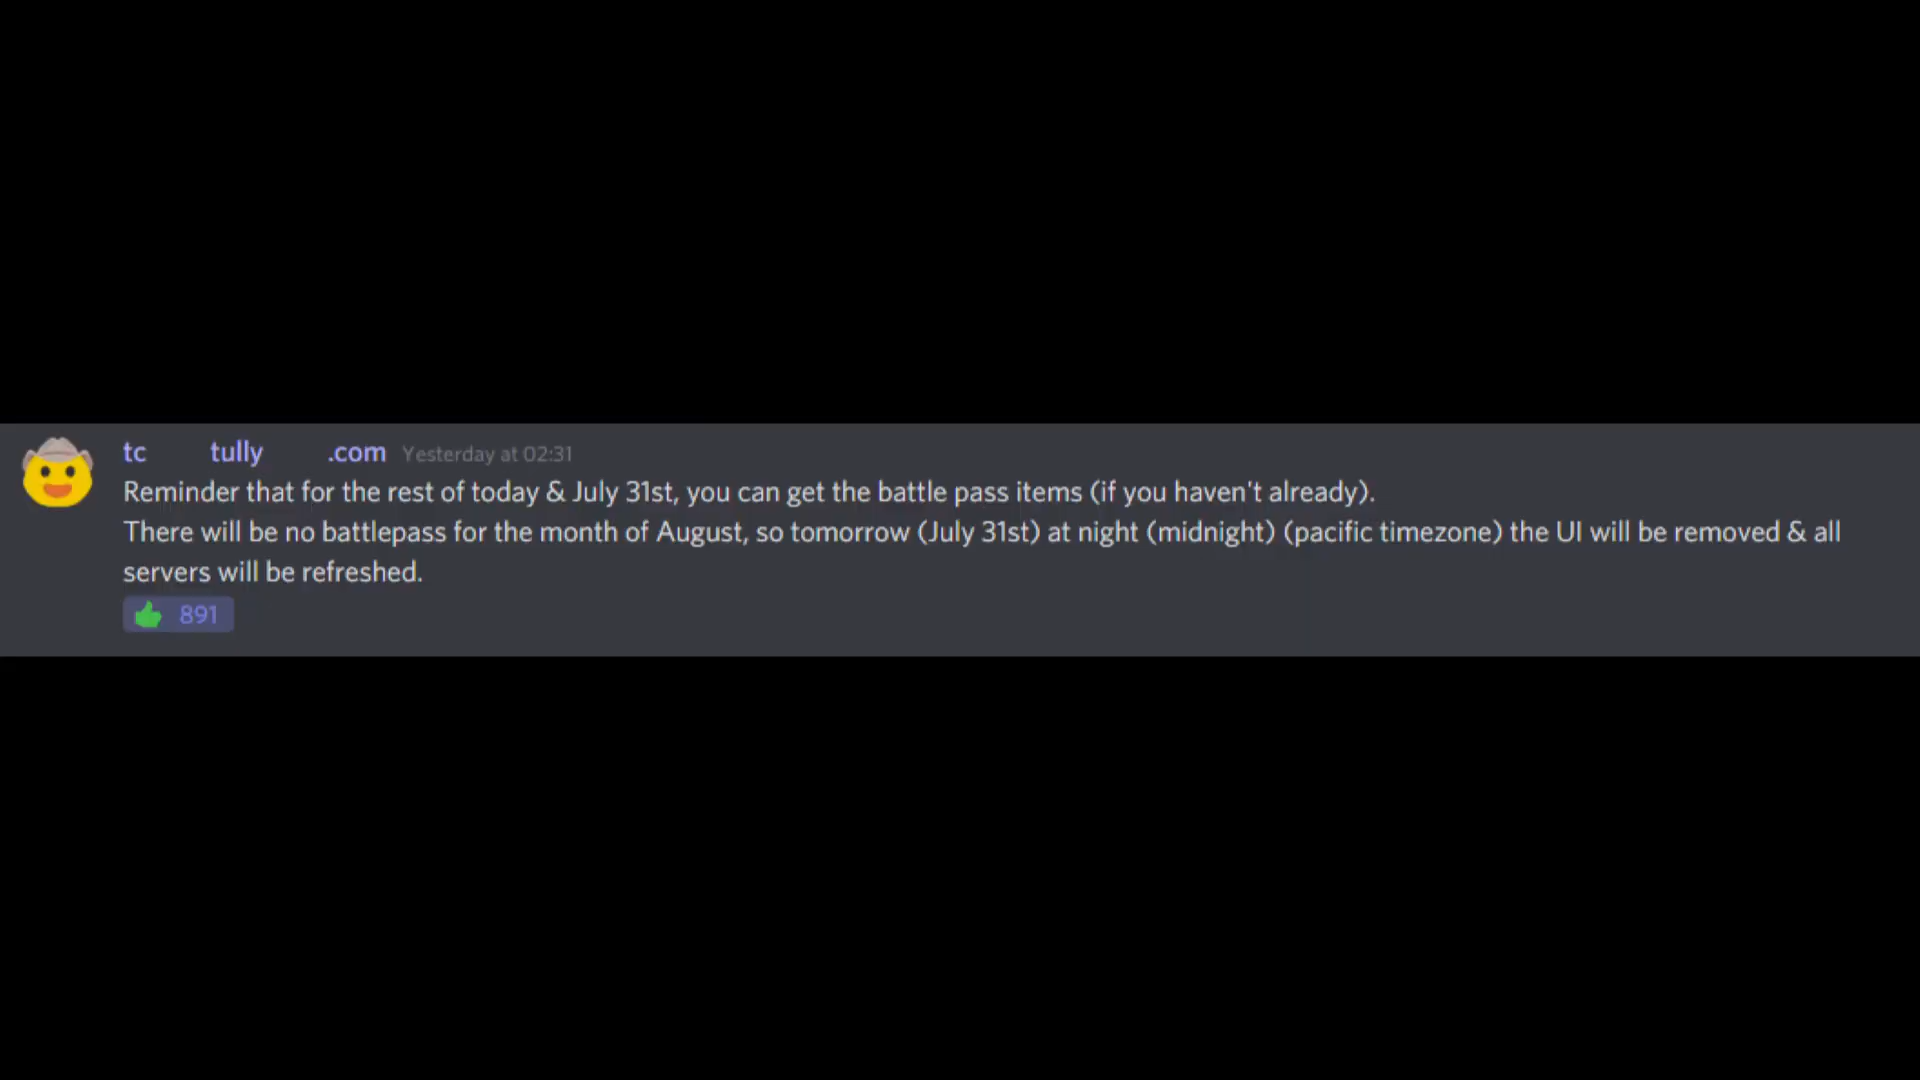 tc tully .com Yesterday at 02:31
Reminder that for the rest of today & July 31st, you can get the battle pass items (if you haven't already).
There will be no battlepass for the month of August, so tomorrow (July 31st) at night (midnight) (pacific timezone) the UI will be removed & all
servers will be refreshed.
891